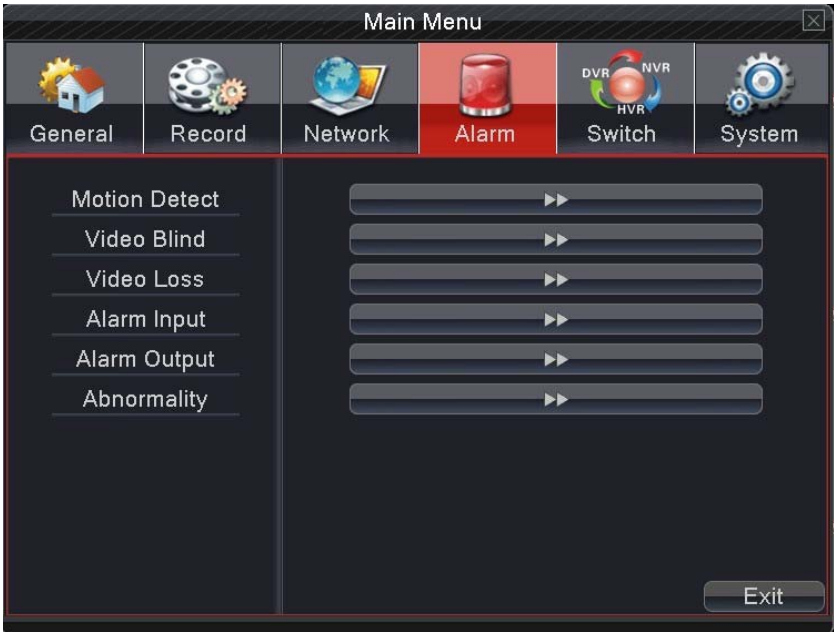 Main Menu
DVR NVR
HVR
General Record Network Alarm Switch System
Motion Detect
Video Blind
Video Loss
Alarm Input
Alarm Output
Abnormality
Exit